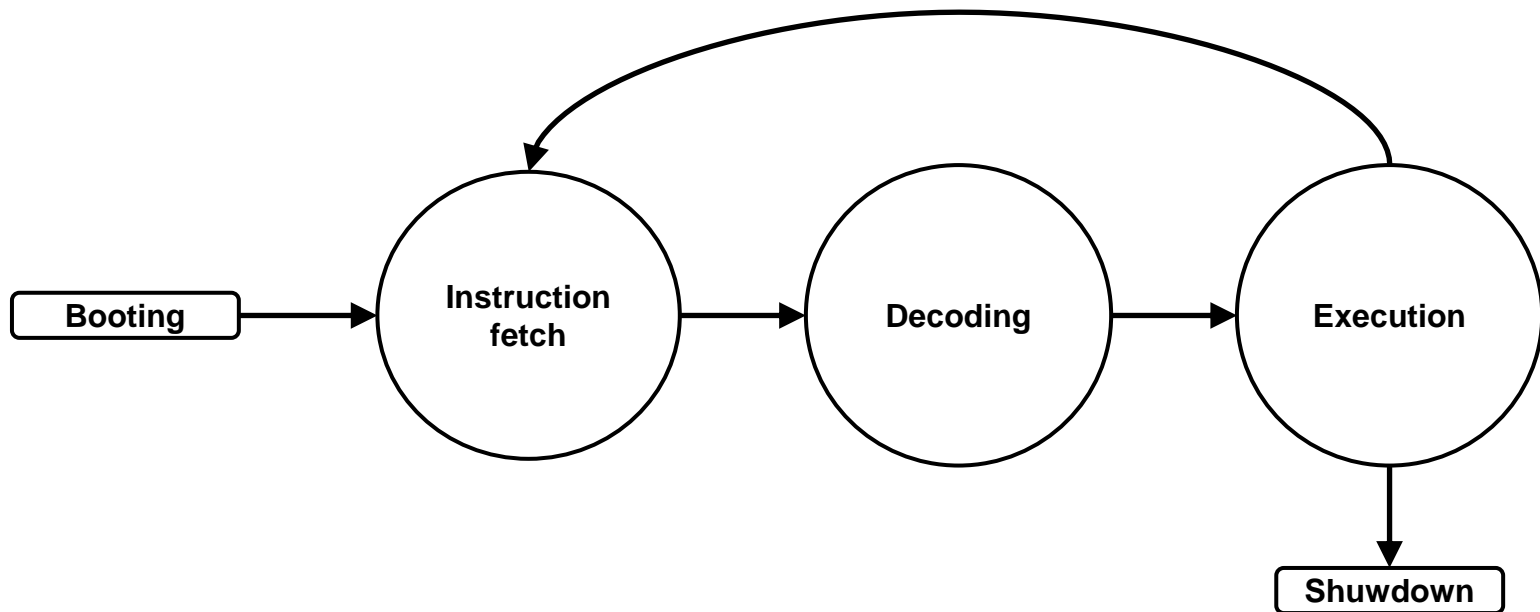 Booting
Instruction
fetch
Decoding
Execution
Shuwdown